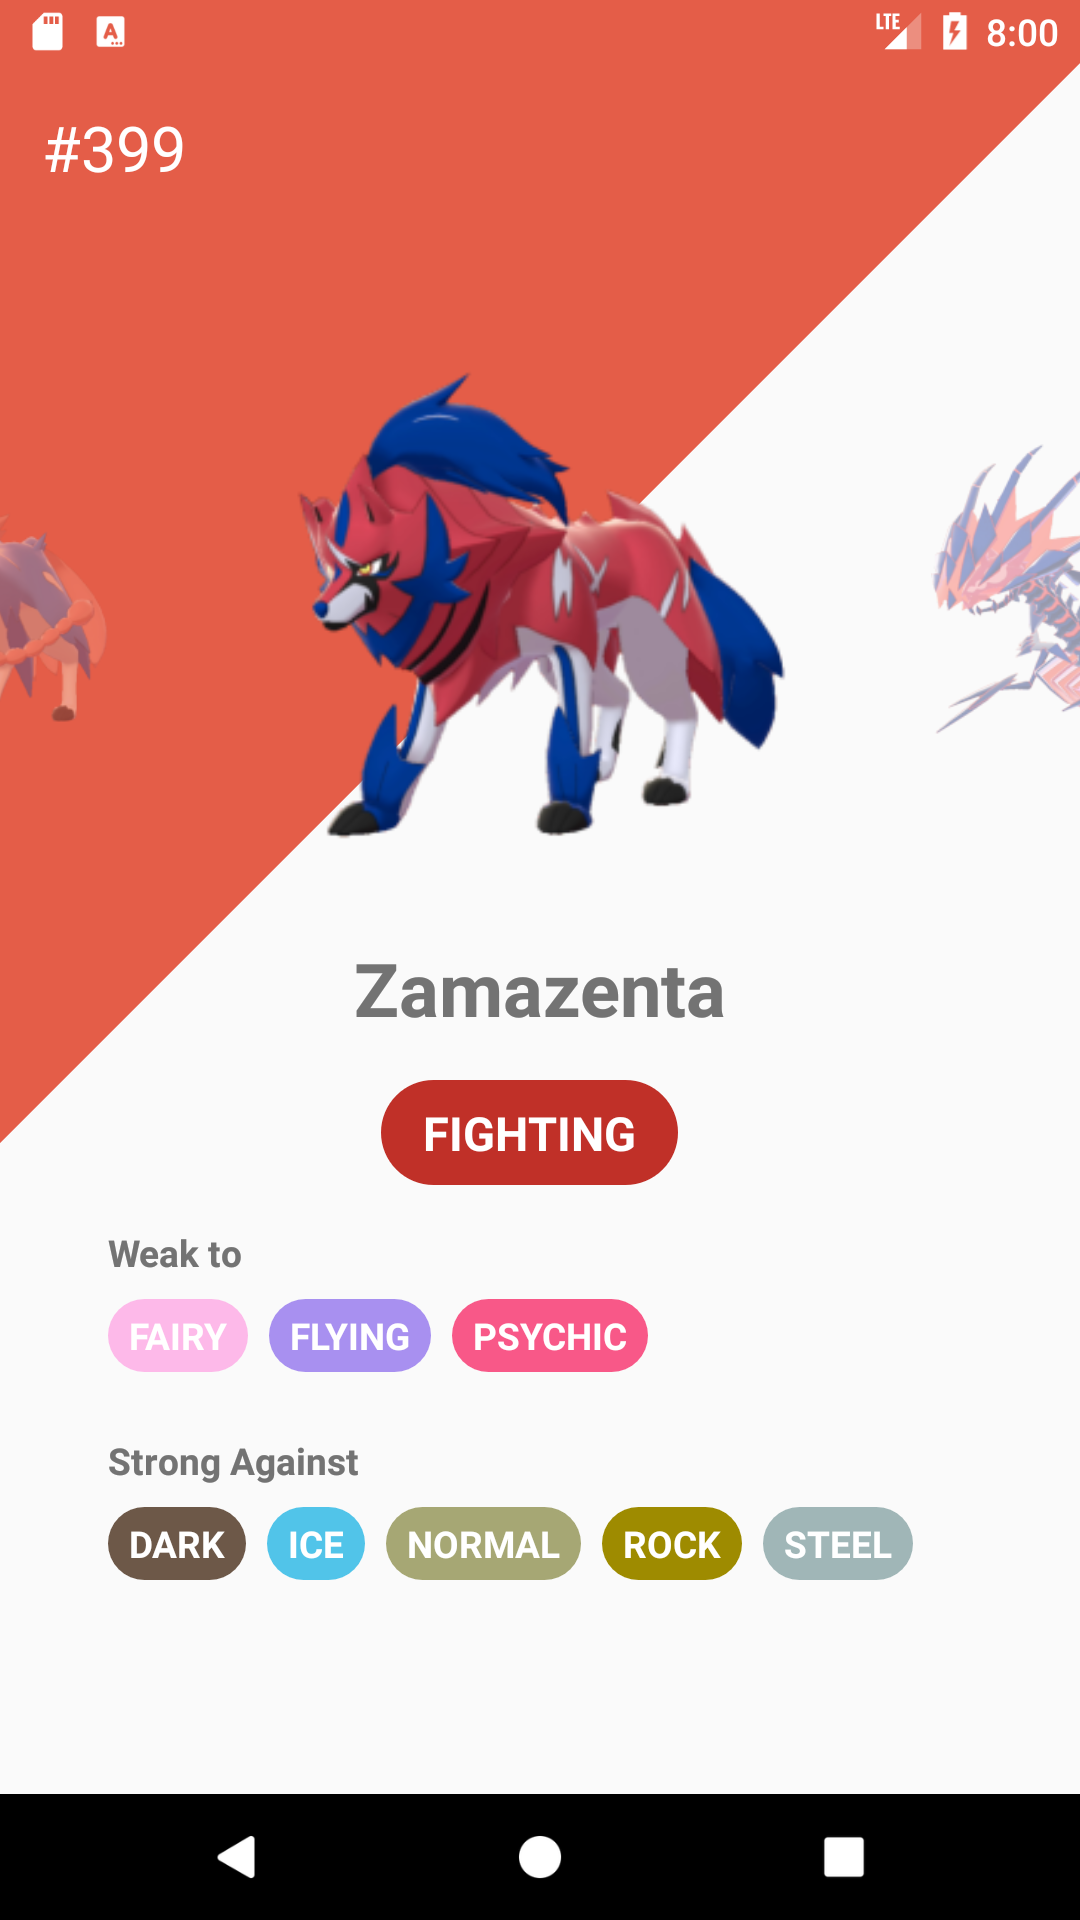 LTE 8:00
#399
Zamazenta
FIGHTING
Weak to
FAIRY FLYING PSYCHIC
Strong Against
DARK ICE NORMAL ROCK STEEL